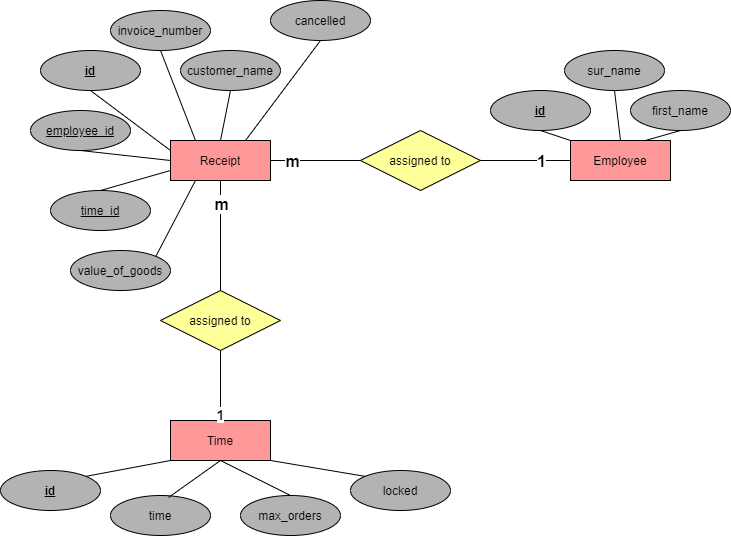 cancelled
invoice_number
id
customer_name
sur_name
id
first_name
employee_id
Receipt
m
assigned to
1
Employee
time_id
m
value_of_goods
assigned to
1
Time
id
locked
time
max_orders